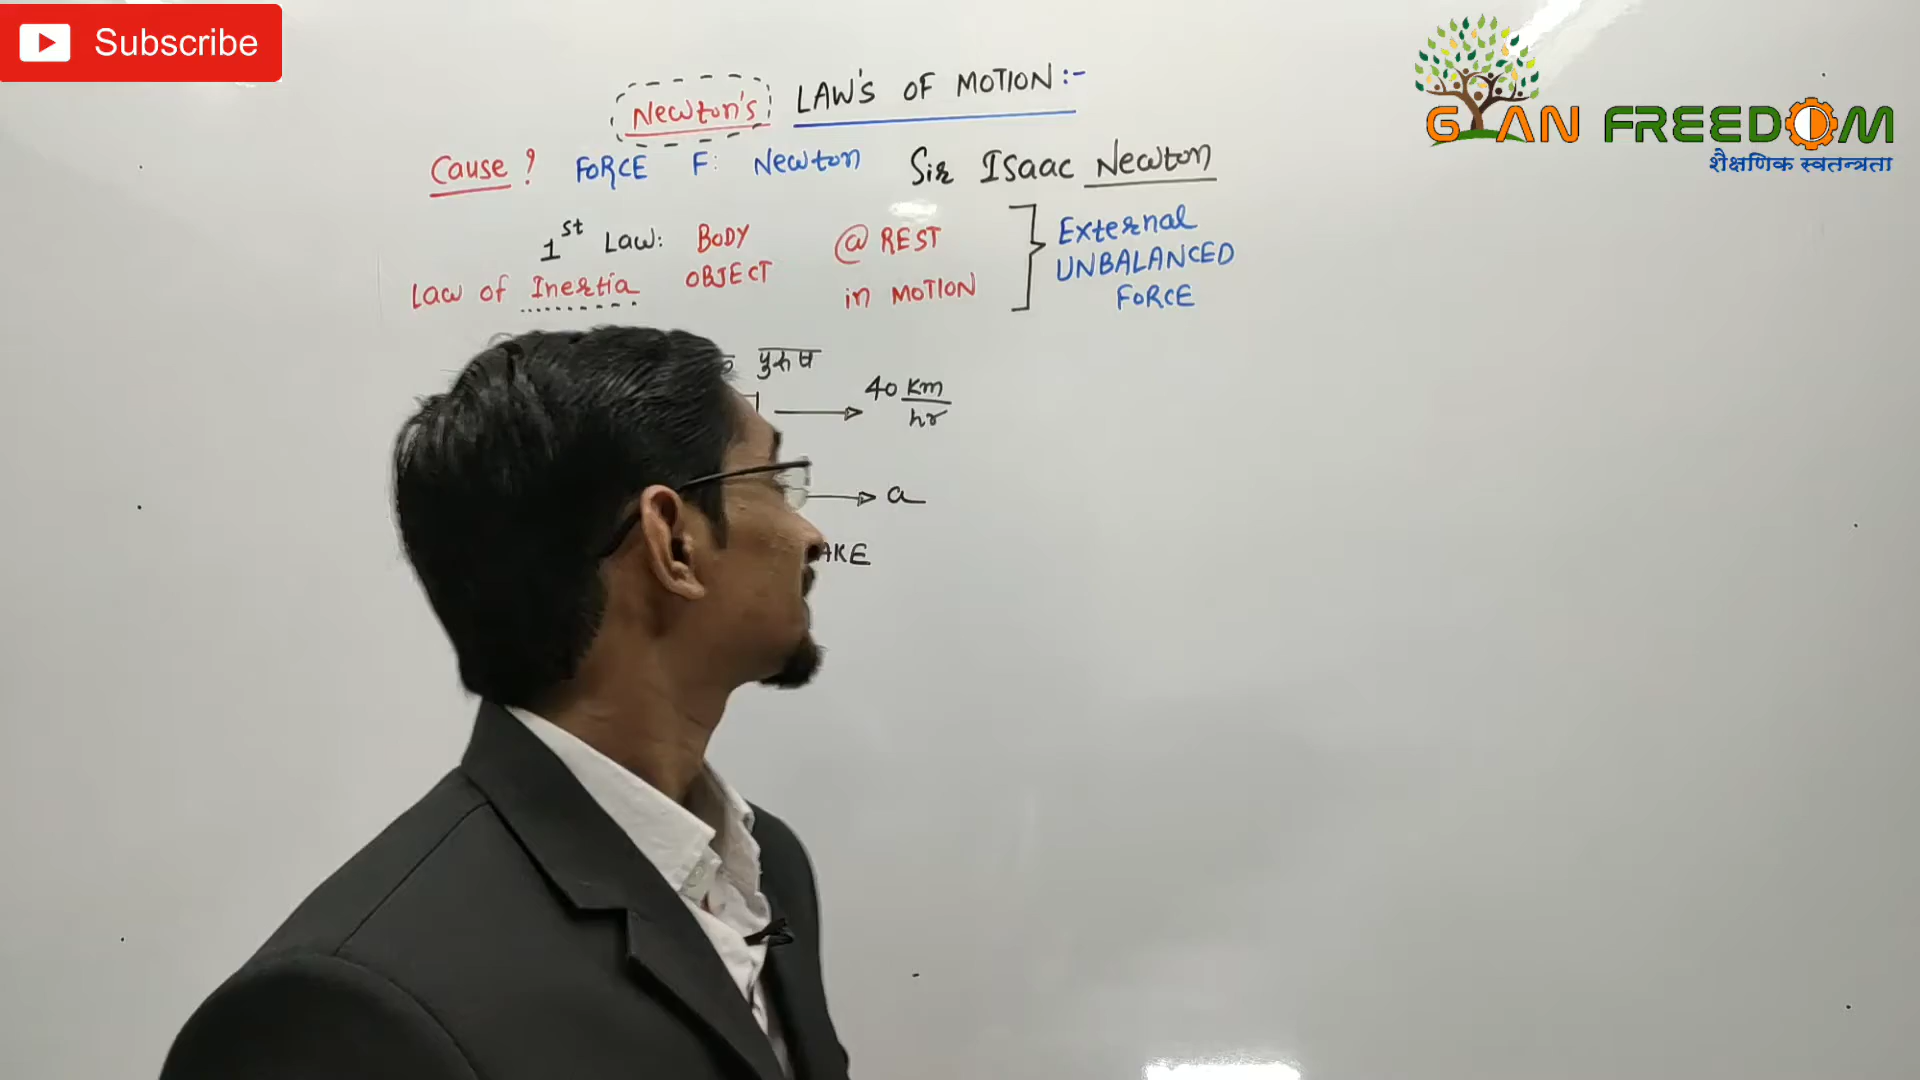 Subscribe
Newton's LAW'S OF MOTION:-
GYAN FREEDOM
शैक्षणिक स्वतन्त्रता
Cause ? FORCE F: Newton Sir Isaac Newton
1st Law: BODY @ REST External
OBJECT UNBALANCED
Law of Inertia in MOTION FORCE
पुरुष
40 Km
hr
a
AKE